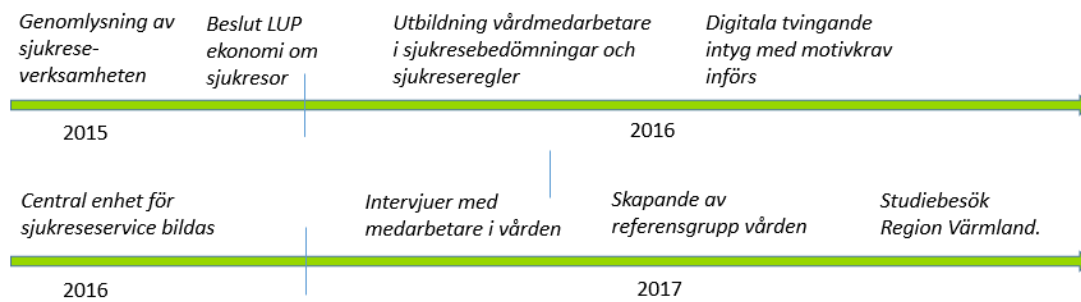 Genomlysning av
sjukrese-
verksamheten
Beslut LUP
ekonomi om
sjukresor
Utbildning vårdmedarbetare
i sjukresebedömningar och
sjukreseregler
Digitala tvingande
intyg med motivkrav
införs
2015
2016
Central enhet för
sjukreseservice bildas
Intervjuer med
medarbetare i vården
Skapande av
referensgrupp vården
Studiebesök
Region Värmland.
2016
2017